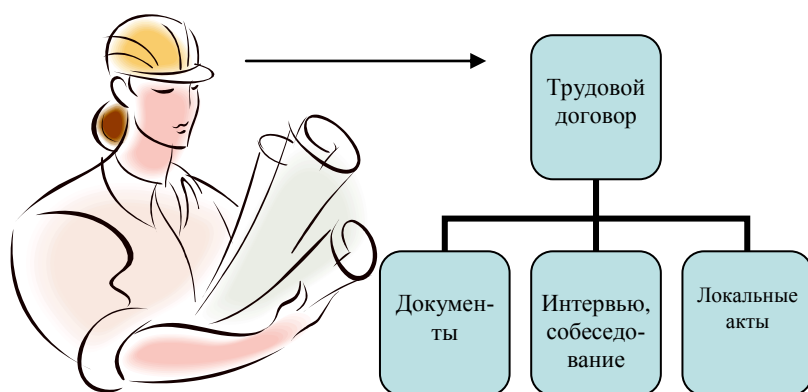 Трудовой
договор
Докумен-
ты
Интервью,
собеседо-
вание
Локальные
акты